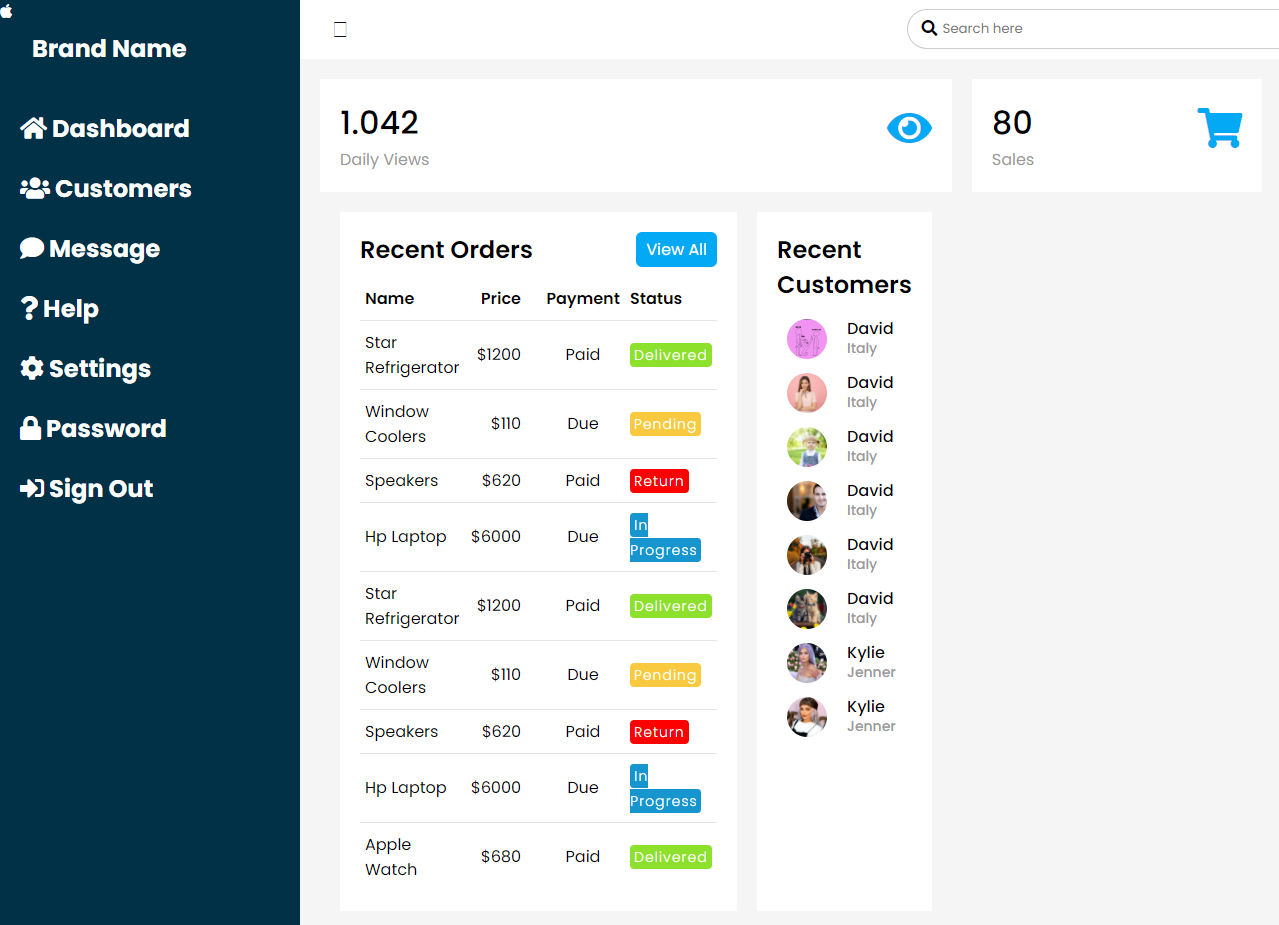 Brand Name
Dashboard
Customers
Message
Help
Settings
Password
Sign Out
Search here
1.042
Daily Views
80
Sales
Recent Orders
View All
Name Price Payment Status
Star
Refrigerator $1200 Paid Delivered
Window
Coolers $110 Due Pending
Speakers $620 Paid Return
Hp Laptop $6000 Due In
Progress
Star
Refrigerator $1200 Paid Delivered
Window
Coolers $110 Due Pending
Speakers $620 Paid Return
Hp Laptop $6000 Due In
Progress
Apple
Watch $680 Paid Delivered
Recent
Customers
David
Italy
David
Italy
David
Italy
David
Italy
David
Italy
David
Italy
Kylie
Jenner
Kylie
Jenner